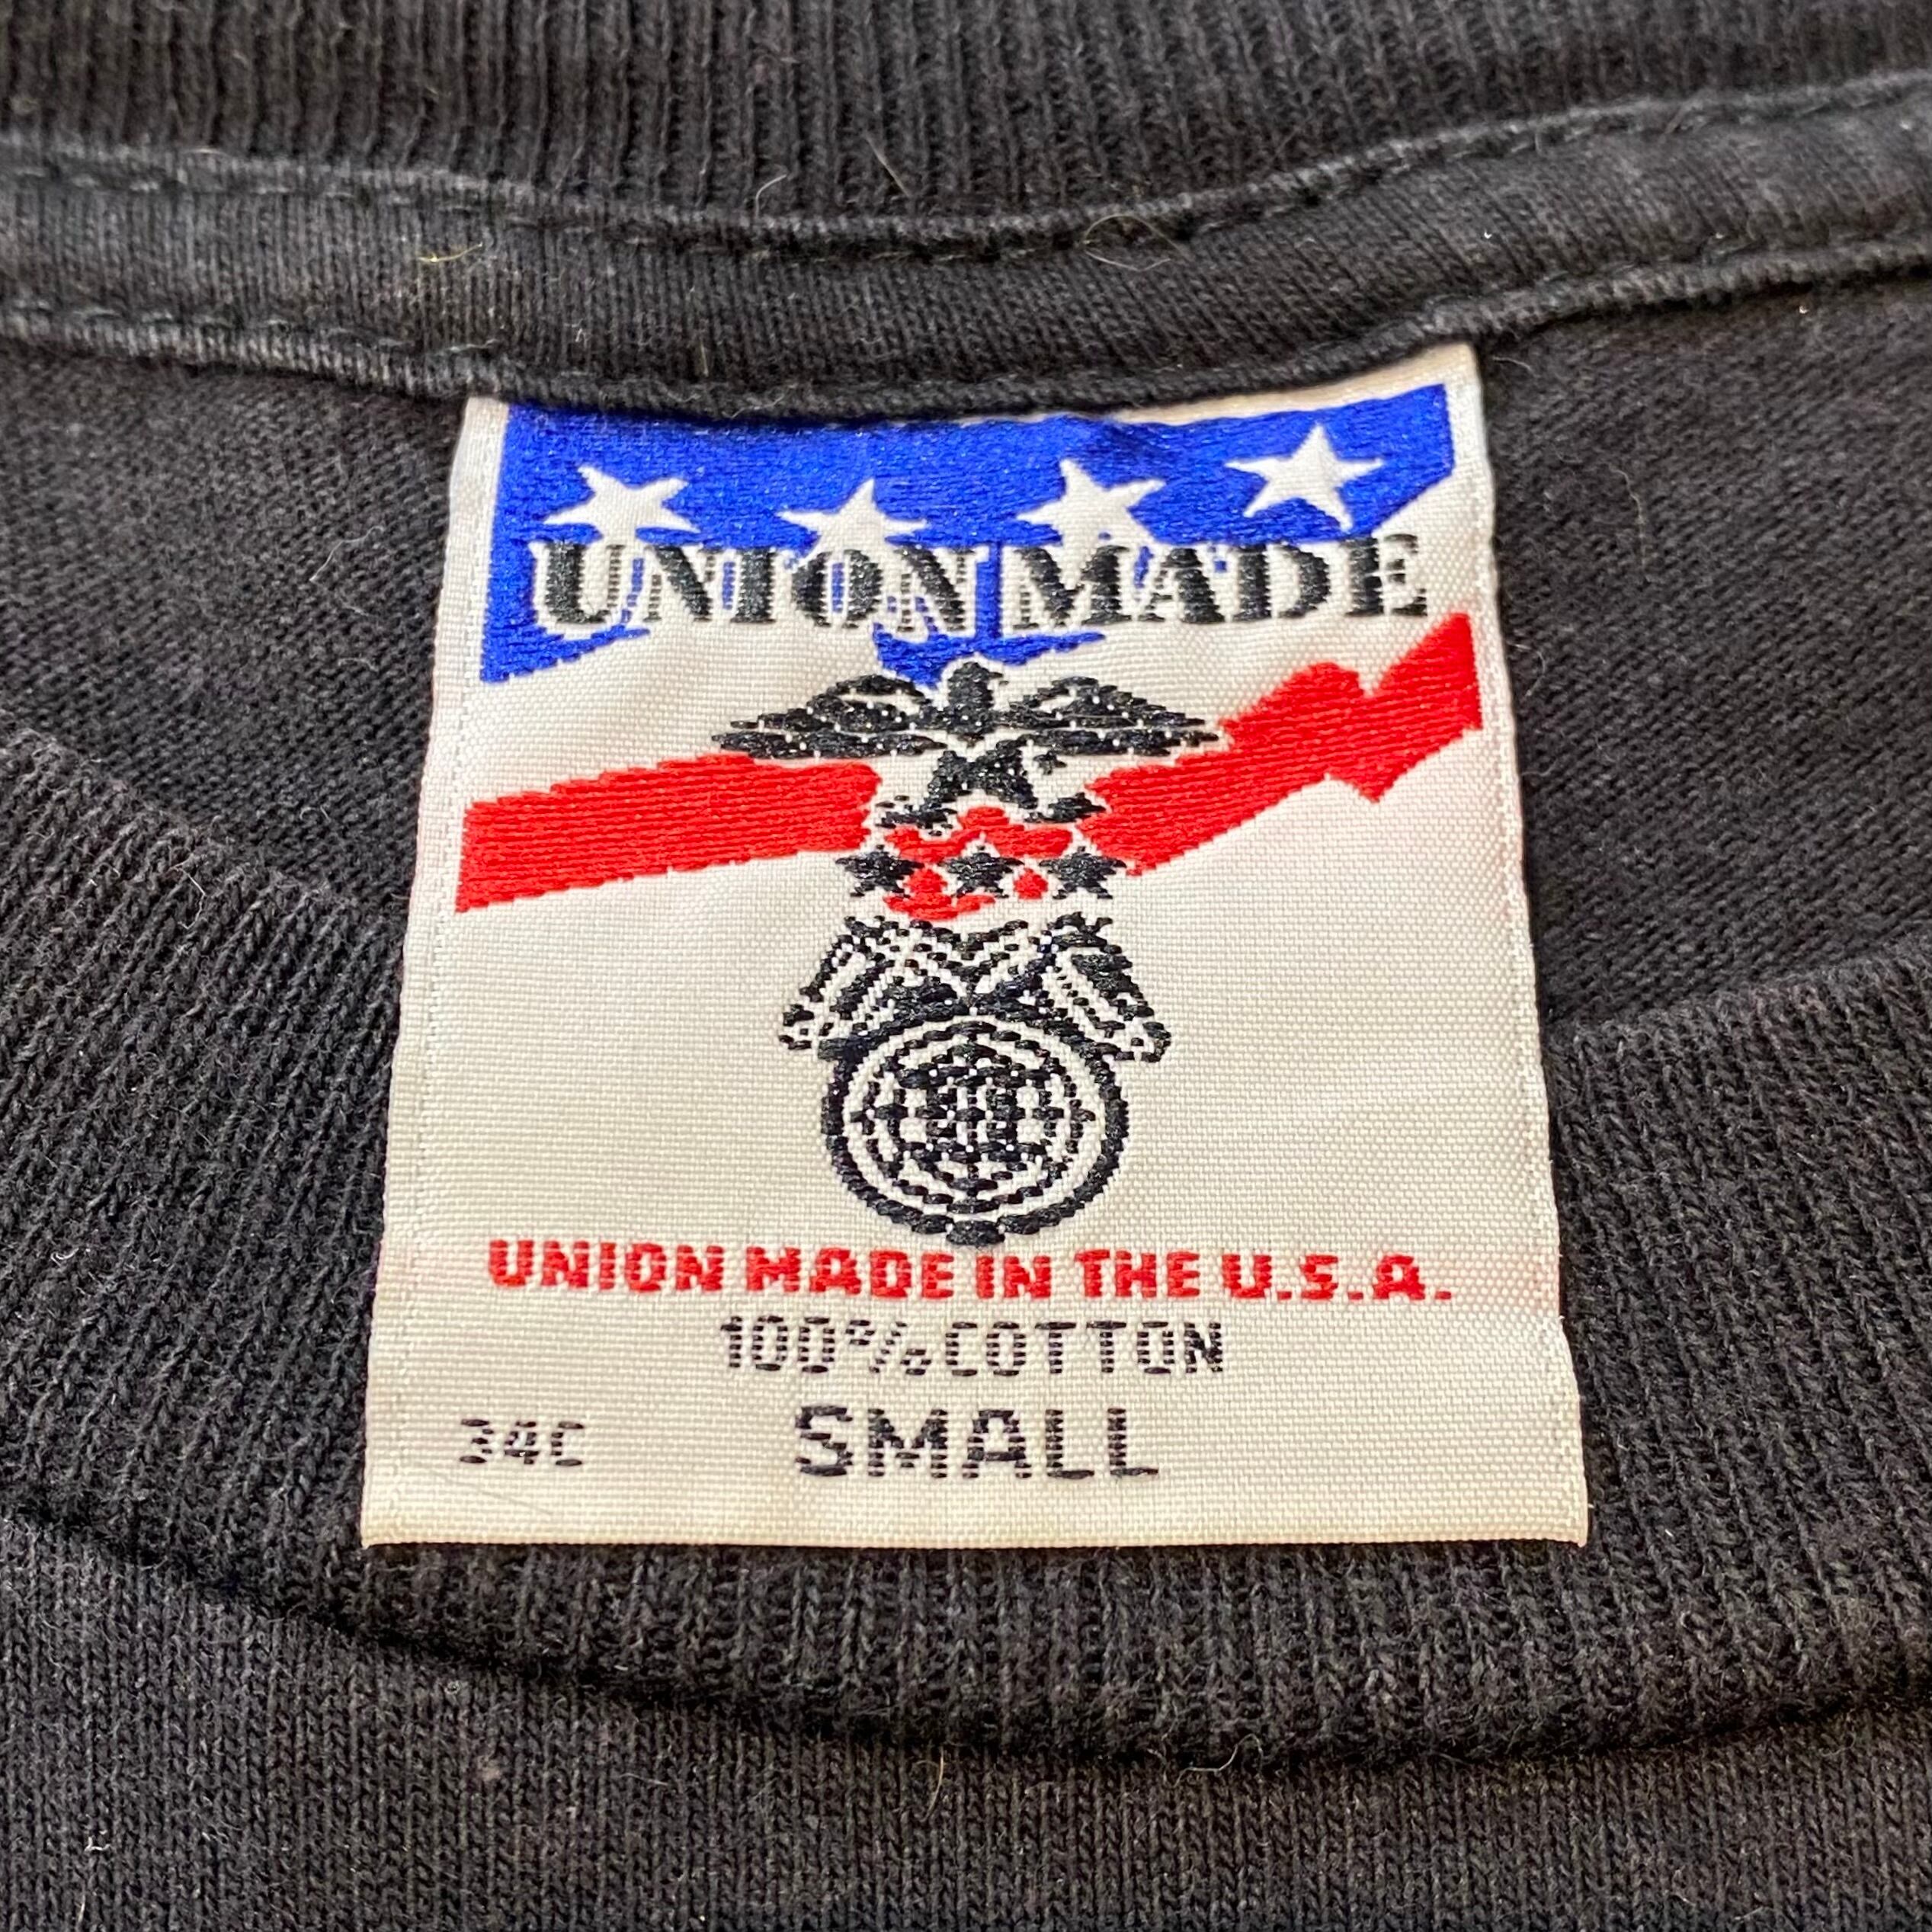 UNION MADE
UNION MADE IN THE U.S.A.
100% COTTON
34C SMALL